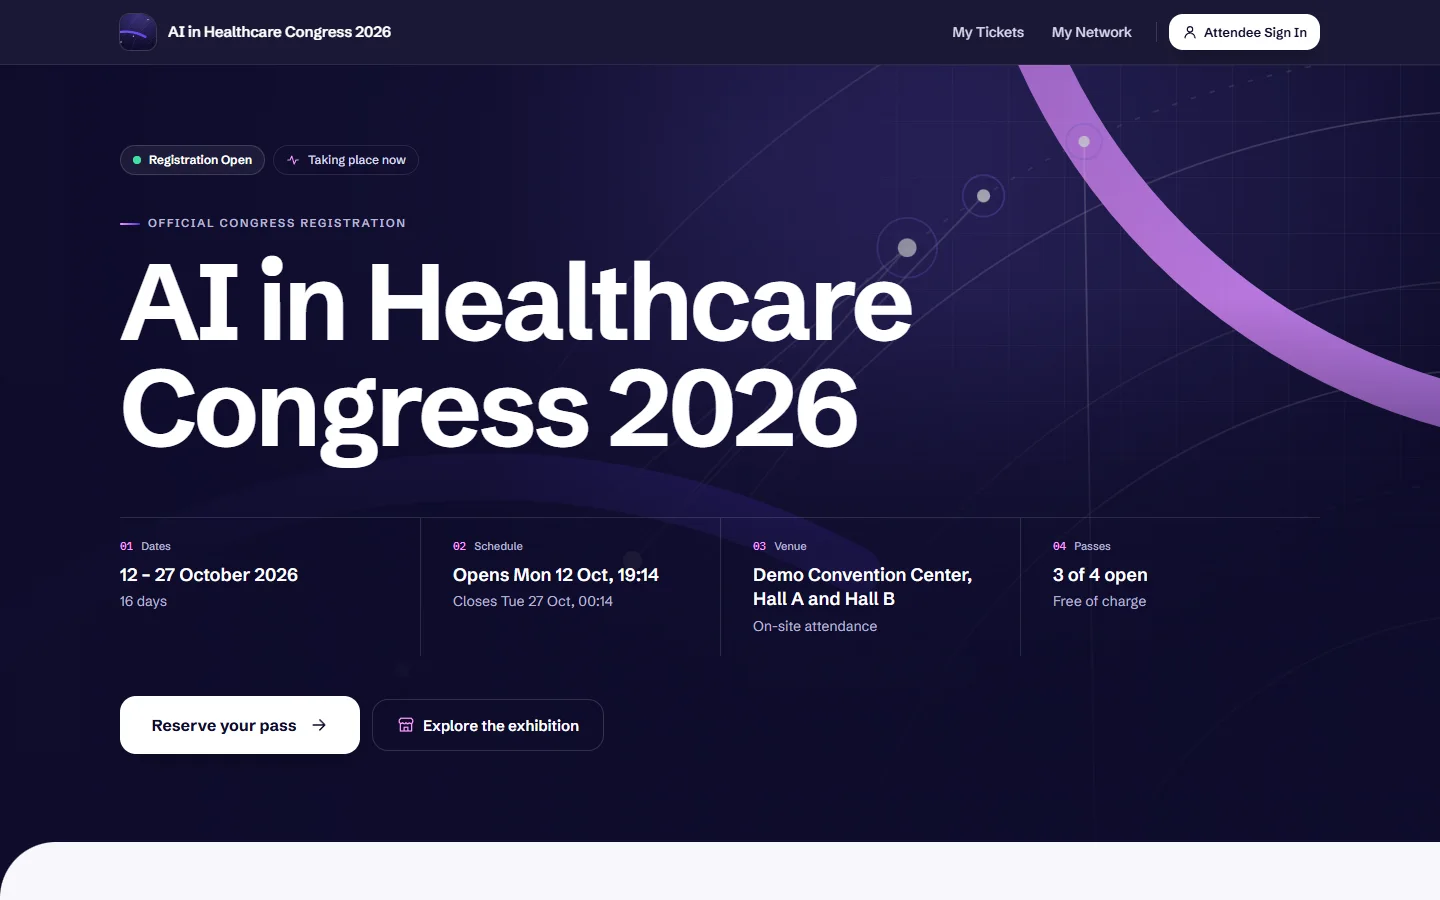 AI in Healthcare Congress 2026
My Tickets
My Network
Attendee Sign In
Registration Open
Taking place now
OFFICIAL CONGRESS REGISTRATION
AI in Healthcare
Congress 2026
01 Dates
12 – 27 October 2026
16 days
02 Schedule
Opens Mon 12 Oct, 19:14
Closes Tue 27 Oct, 00:14
03 Venue
Demo Convention Center,
Hall A and Hall B
On-site attendance
04 Passes
3 of 4 open
Free of charge
Reserve your pass
Explore the exhibition